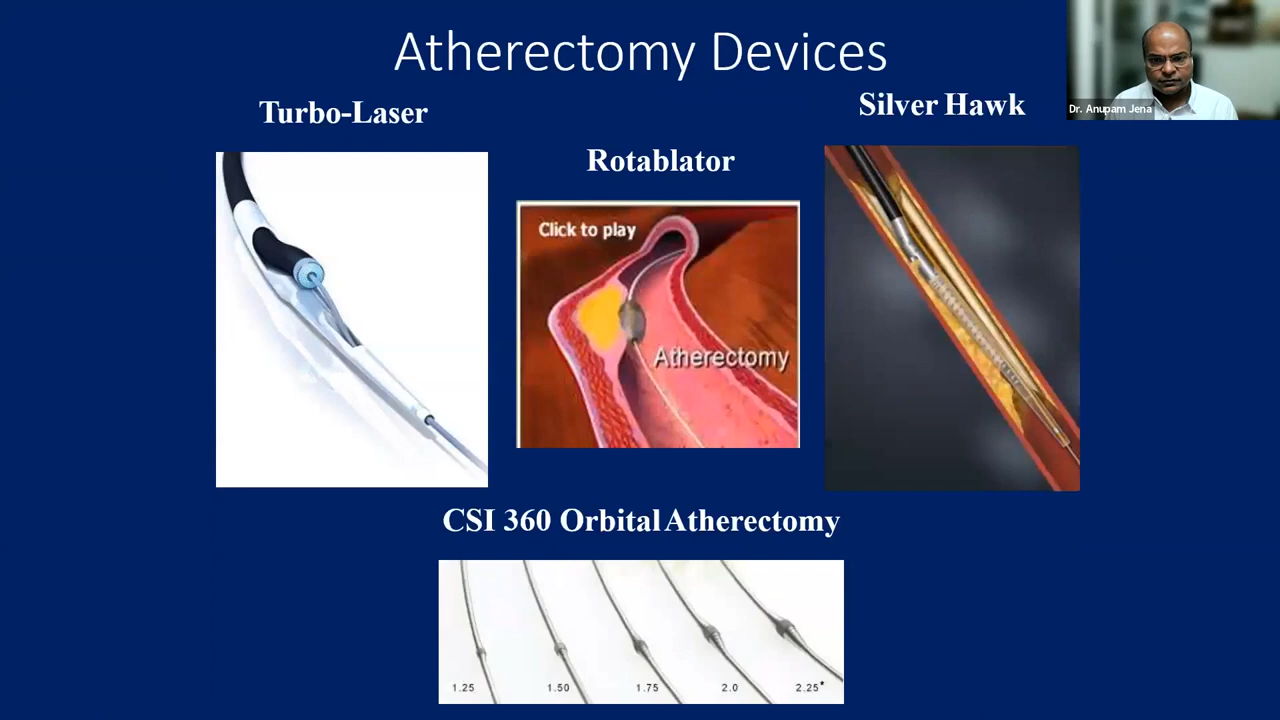 Atherectomy Devices
Dr. Anupam Jena
Turbo-Laser
Silver Hawk
Rotablator
Click to play
Atherectomy
CSI 360 Orbital Atherectomy
1.25 1.50 1.75 2.0 2.25*